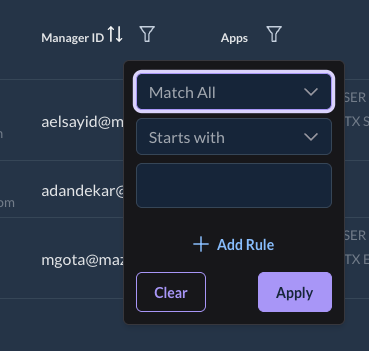 Manager ID Apps
Match All
SER
aelsayid@m TX S
Starts with
om
adandekar@
SER
Add Rule
mgota@maz TX E
Clear Apply